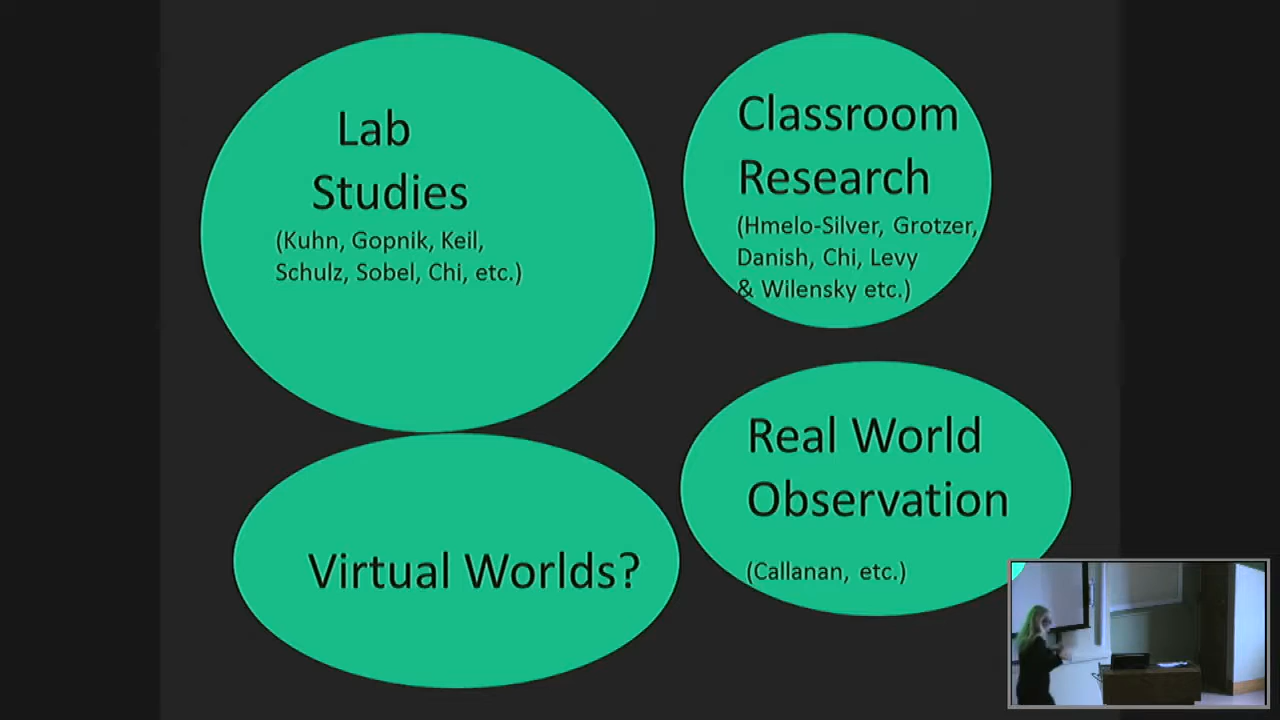 Lab
Studies
(Kuhn, Gopnik, Keil,
Schulz, Sobel, Chi, etc.)
Classroom
Research
(Hmelo-Silver, Grotzer,
Danish, Chi, Levy
& Wilensky etc.)
Real World
Observation
(Callanan, etc.)
Virtual Worlds?